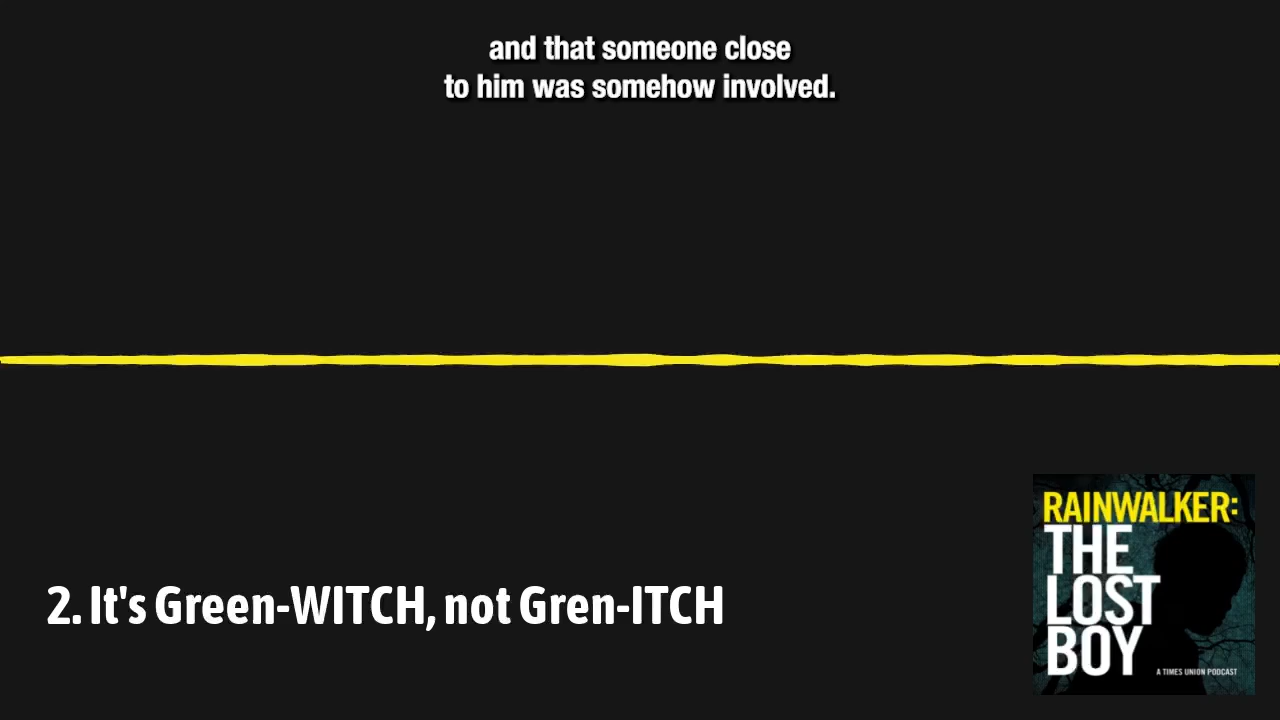 and that someone close
to him was somehow involved.
2. It's Green-WITCH, not Gren-ITCH
RAINWALKER:
THE
LOST
BOY
A TIMES UNION PODCAST